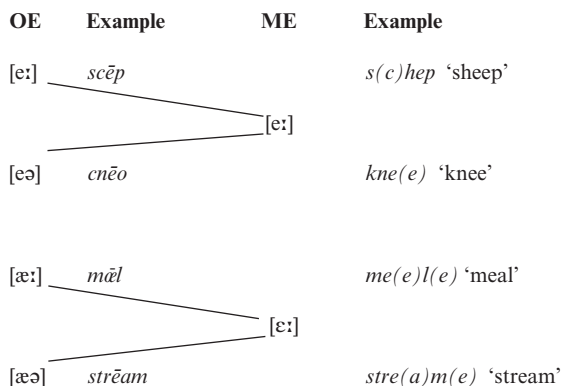 OE Example ME Example
[eː] scēp s(c)hep ‘sheep’
[eː]
[eə] cnēo kne(e) ‘knee’
[æː] mǣl me(e)l(e) ‘meal’
[ɛː]
[æə] strēam stre(a)m(e) ‘stream’